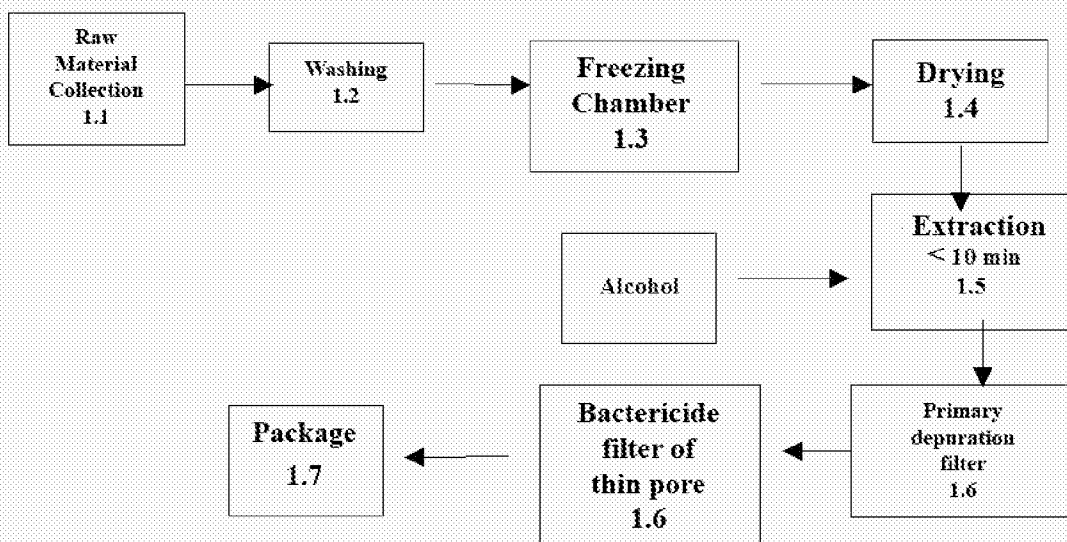 Raw
Material
Collection
1.1
Washing
1.2
Freezing
Chamber
1.3
Drying
1.4
Extraction
< 10 min
1.5
Alcohol
Primary
depuration
filter
1.6
Bactericide
filter of
thin pore
1.6
Package
1.7